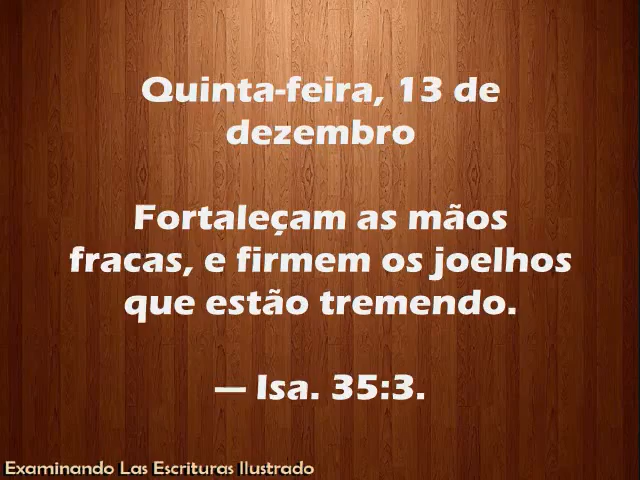 Quinta-feira, 13 de
dezembro
Fortaleçam as mãos
fracas, e firmem os joelhos
que estão tremendo.
— Isa. 35:3.
Examinando Las Escrituras Ilustrado